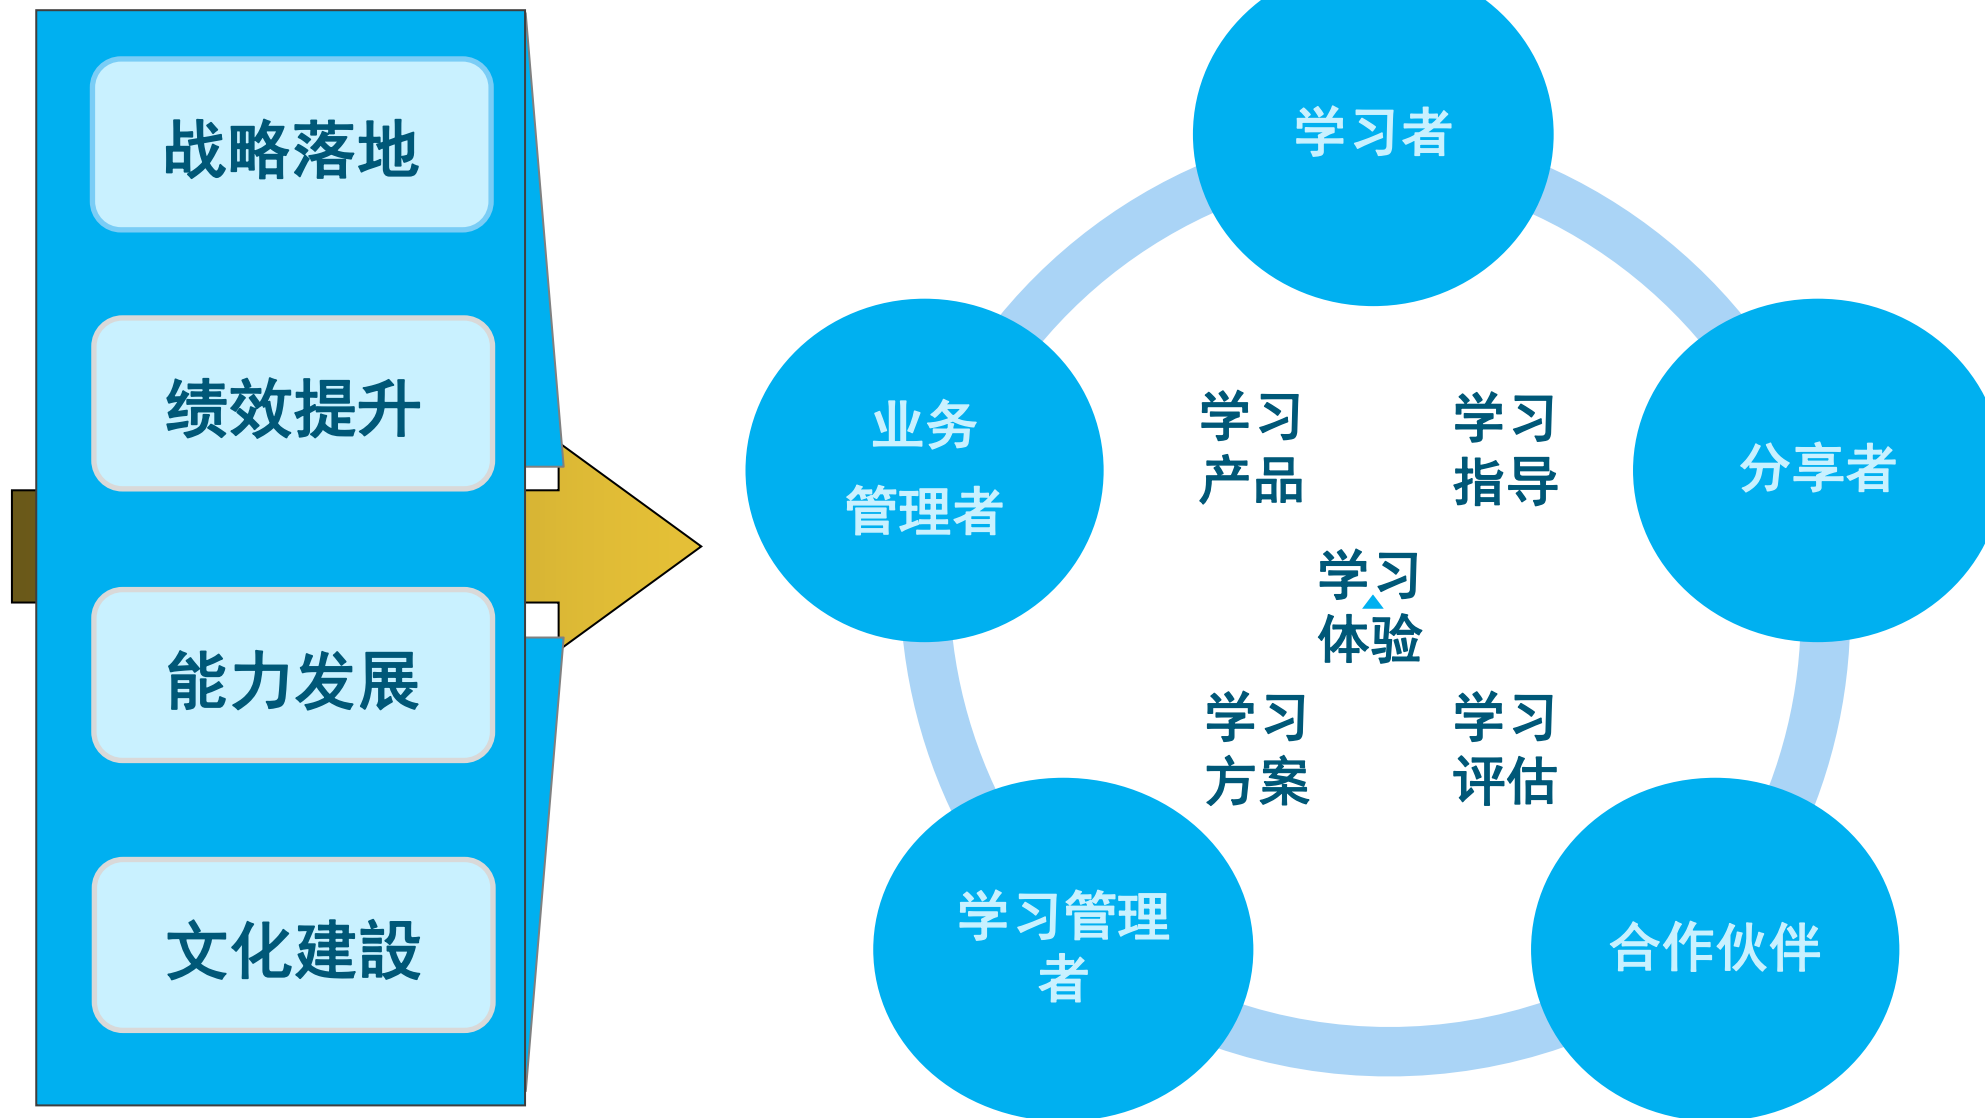 战略落地
绩效提升
能力发展
文化建設
学习者
业务
管理者
分享者
学习管理
者
合作伙伴
学习
产品
学习
指导
学习
体验
学习
方案
学习
评估